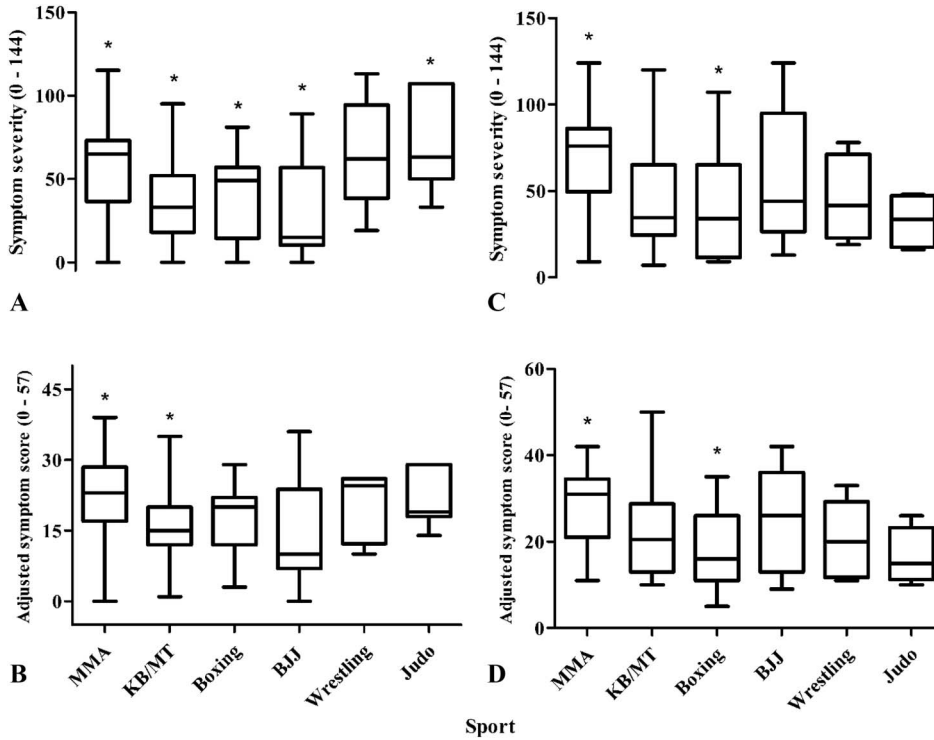 Symptom severity (0 - 144)
150
100
50
0
* * * * *
A
Symptom severity (0 - 144)
150
100
50
0
* *
C
Adjusted symptom score (0 - 57)
45
30
15
0
* *
B
MMA
KB/MT
Boxing
BJJ
Wrestling
Judo
Adjusted symptom score (0- 57)
60
40
20
0
* *
D
MMA
KB/MT
Boxing
BJJ
Wrestling
Judo
Sport